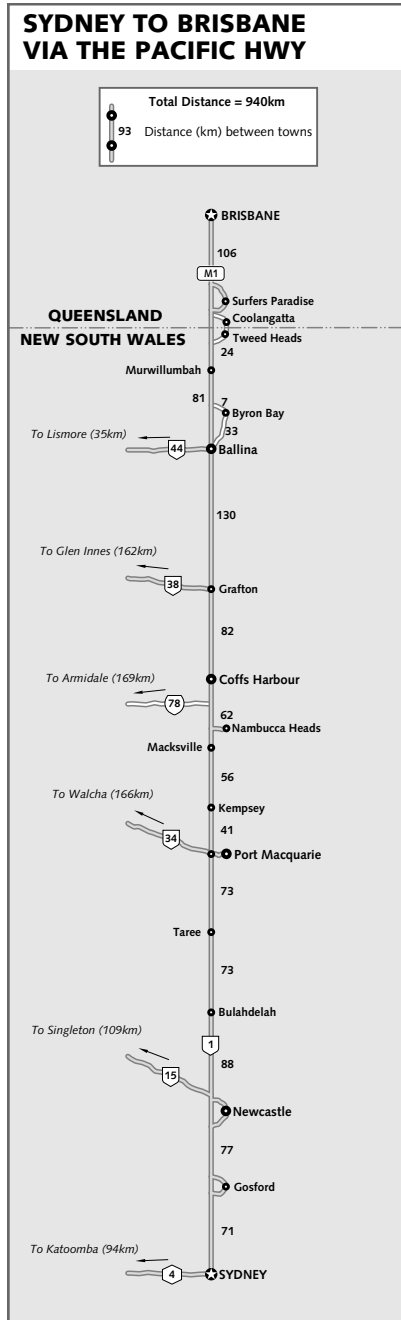 SYDNEY TO BRISBANE
VIA THE PACIFIC HWY
Total Distance = 940km
93 Distance (km) between towns
BRISBANE
106
M1
Surfers Paradise
QUEENSLAND
Coolangatta
NEW SOUTH WALES
Tweed Heads
24
Murwillumbah
81
7
Byron Bay
33
To Lismore (35km)
44
Ballina
130
To Glen Innes (162km)
38
Grafton
82
To Armidale (169km)
Coffs Harbour
78
62
Nambucca Heads
Macksville
56
To Walcha (166km)
Kempsey
41
34
Port Macquarie
73
Taree
73
Bulahdelah
To Singleton (109km)
1
88
15
Newcastle
77
Gosford
71
To Katoomba (94km)
4
SYDNEY